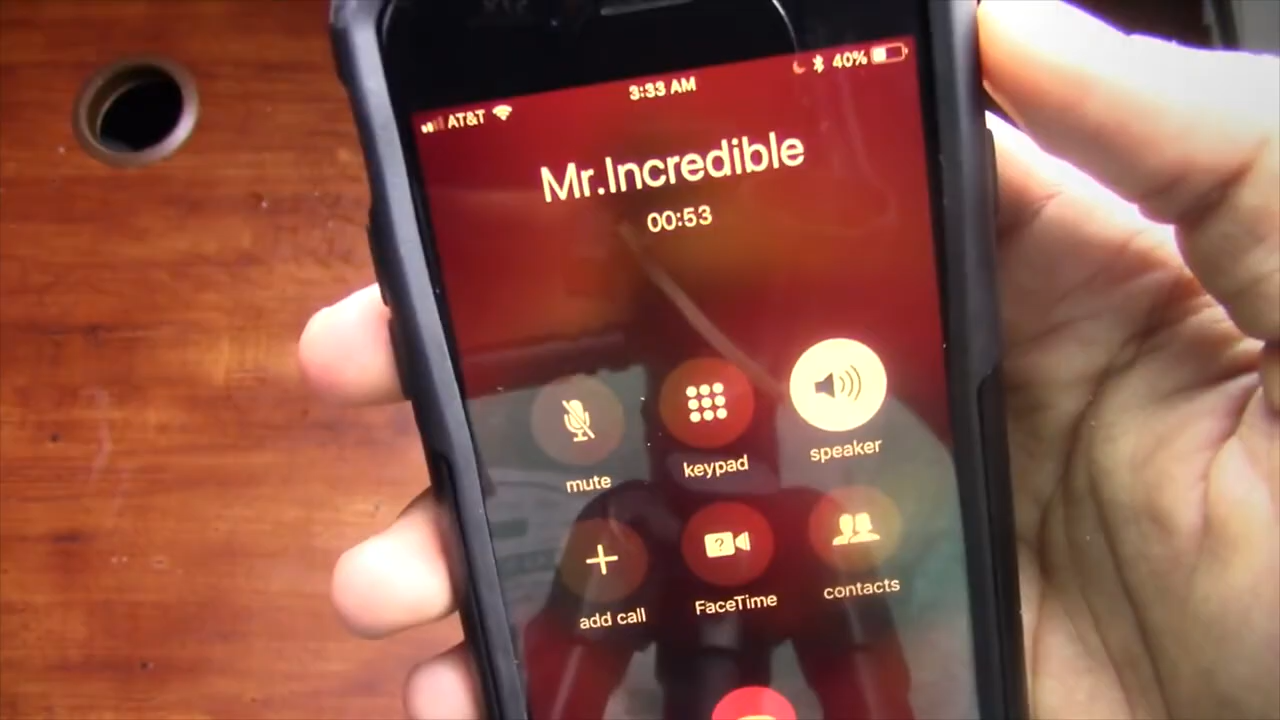 AT&T 3:33 AM 40%
Mr.Incredible
00:53
mute keypad speaker
?
add call FaceTime contacts